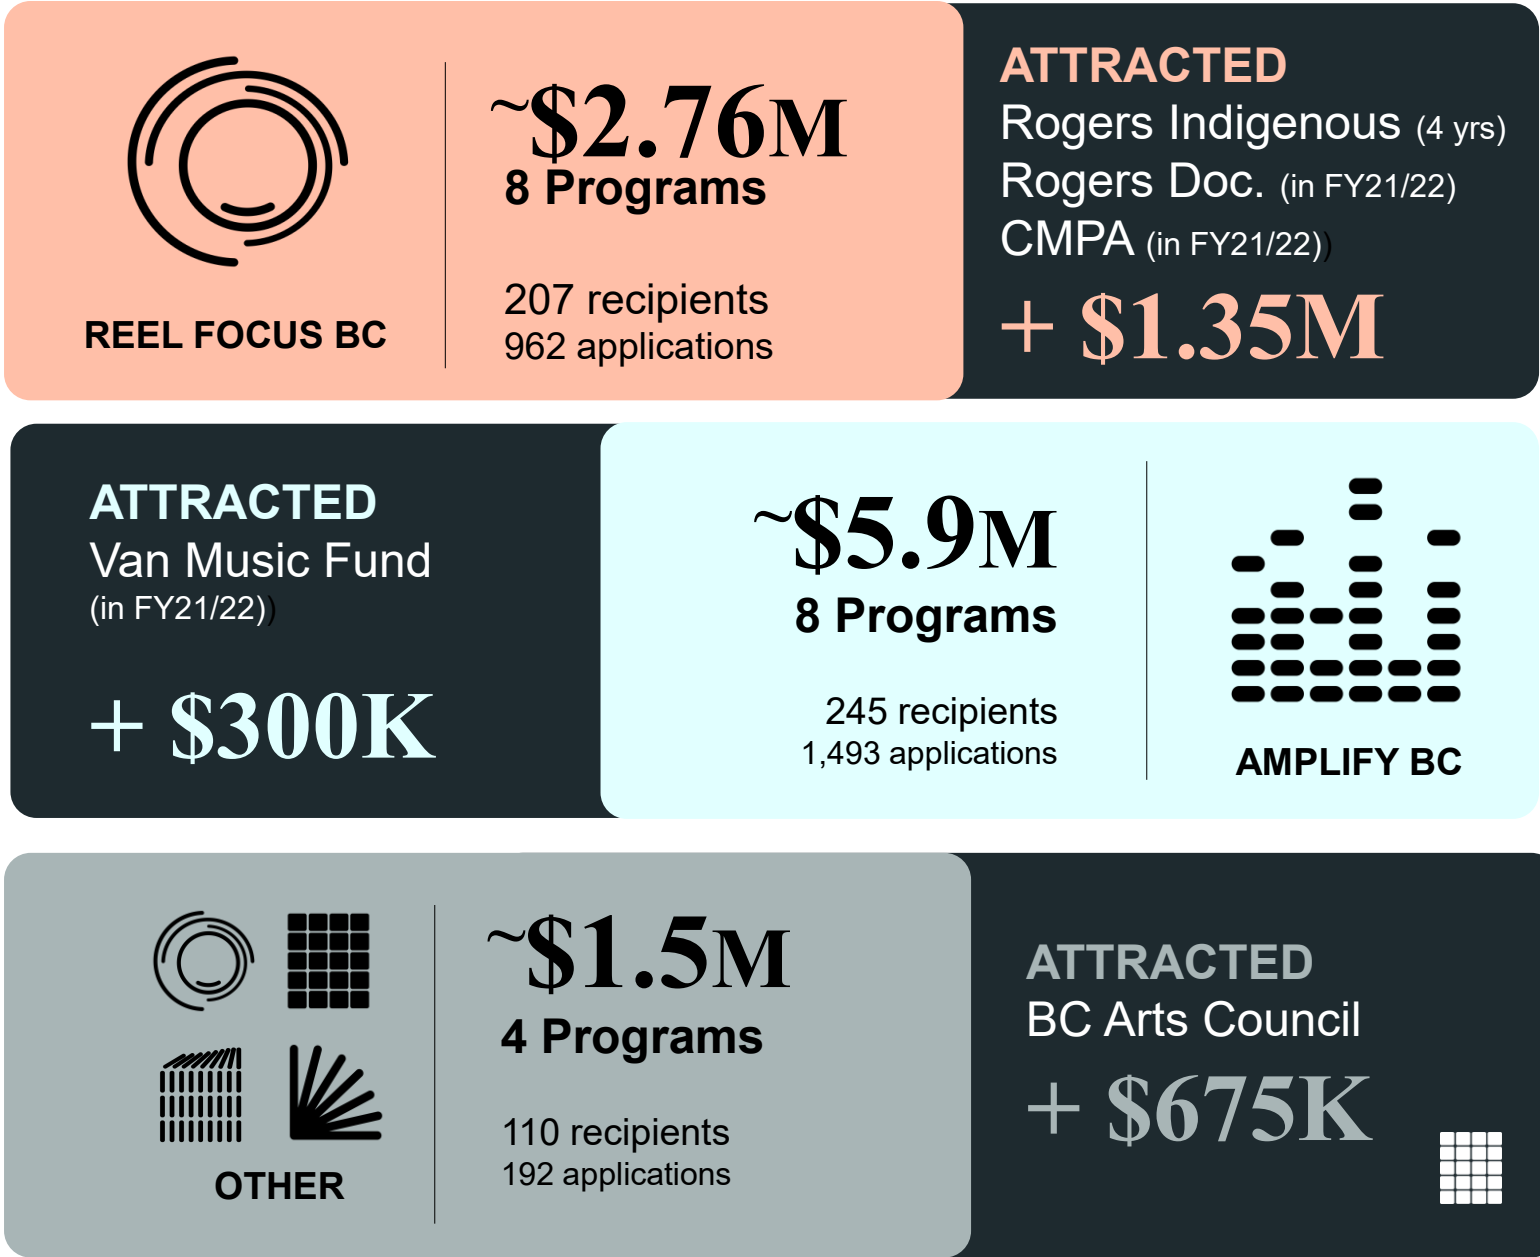 ~$2.76M
8 Programs
207 recipients
962 applications
REEL FOCUS BC
ATTRACTED
Rogers Indigenous (4 yrs)
Rogers Doc. (in FY21/22)
CMPA (in FY21/22))
+ $1.35M
ATTRACTED
Van Music Fund
(in FY21/22))
+ $300K
~$5.9M
8 Programs
245 recipients
1,493 applications
AMPLIFY BC
~$1.5M
4 Programs
110 recipients
192 applications
OTHER
ATTRACTED
BC Arts Council
+ $675K